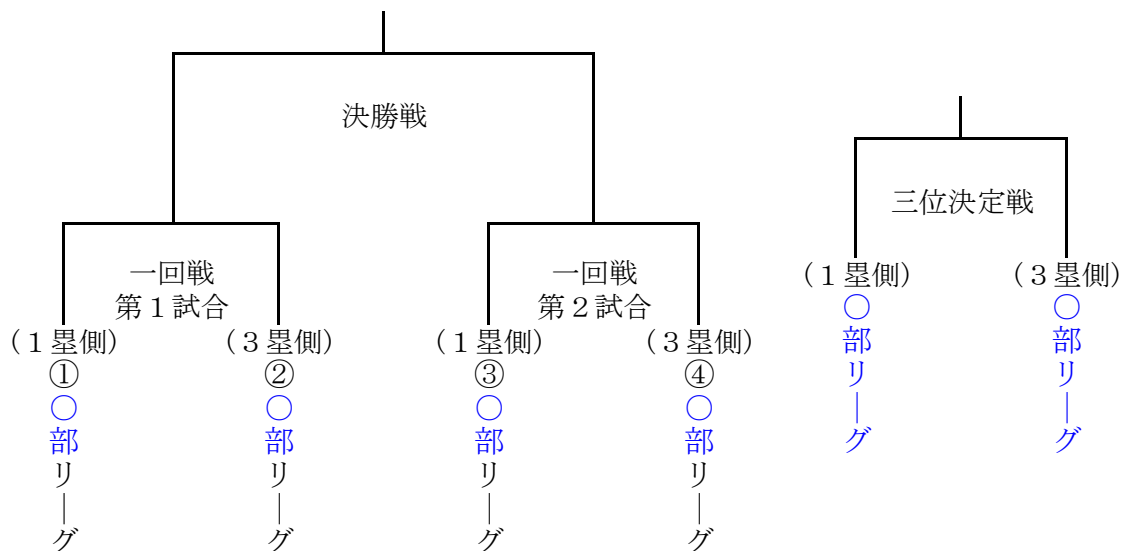 決勝戦
三位決定戦
一回戦
第１試合
一回戦
第２試合
（１塁側）
（３塁側）
（１塁側）
（３塁側）
（１塁側）
（３塁側）
①○部リーグ
②○部リーグ
③○部リーグ
④○部リーグ
○部リーグ
○部リーグ